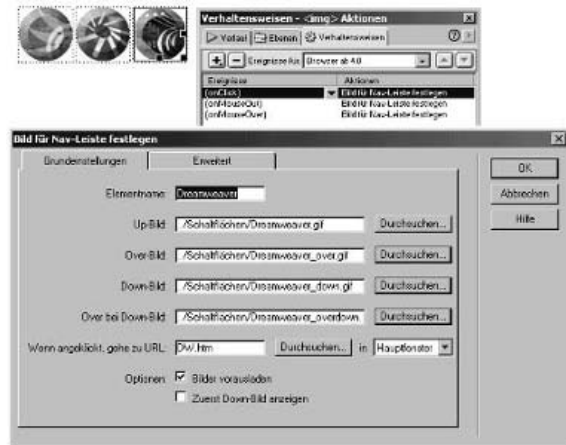 Verhaltensweisen - <img> Aktionen
Verlauf Ebenen Verhaltensweisen
Ereignisse für Browser ab 4.0
Ereignisse Aktionen
(onClick) Bild für Nav-Leiste festlegen
(onMouseOut) Bild für Nav-Leiste festlegen
(onMouseOver) Bild für Nav-Leiste festlegen
Bild für Nav-Leiste festlegen
Grundeinstellungen Erweitert
OK
Elementname: Dreamweaver
Abbrechen
Up-Bild: /Schaltflächen/Dreamweaver.gif Durchsuchen...
Hilfe
Over-Bild: /Schaltflächen/Dreamweaver_over.gif Durchsuchen...
Down-Bild: /Schaltflächen/Dreamweaver_down.gif Durchsuchen...
Over bei Down-Bild: /Schaltflächen/Dreamweaver_overdown. Durchsuchen...
Wenn angeklickt, gehe zu URL: DW.htm Durchsuchen... in Hauptfenster
Optionen: Bilder vorausladen
Zuerst Down-Bild anzeigen